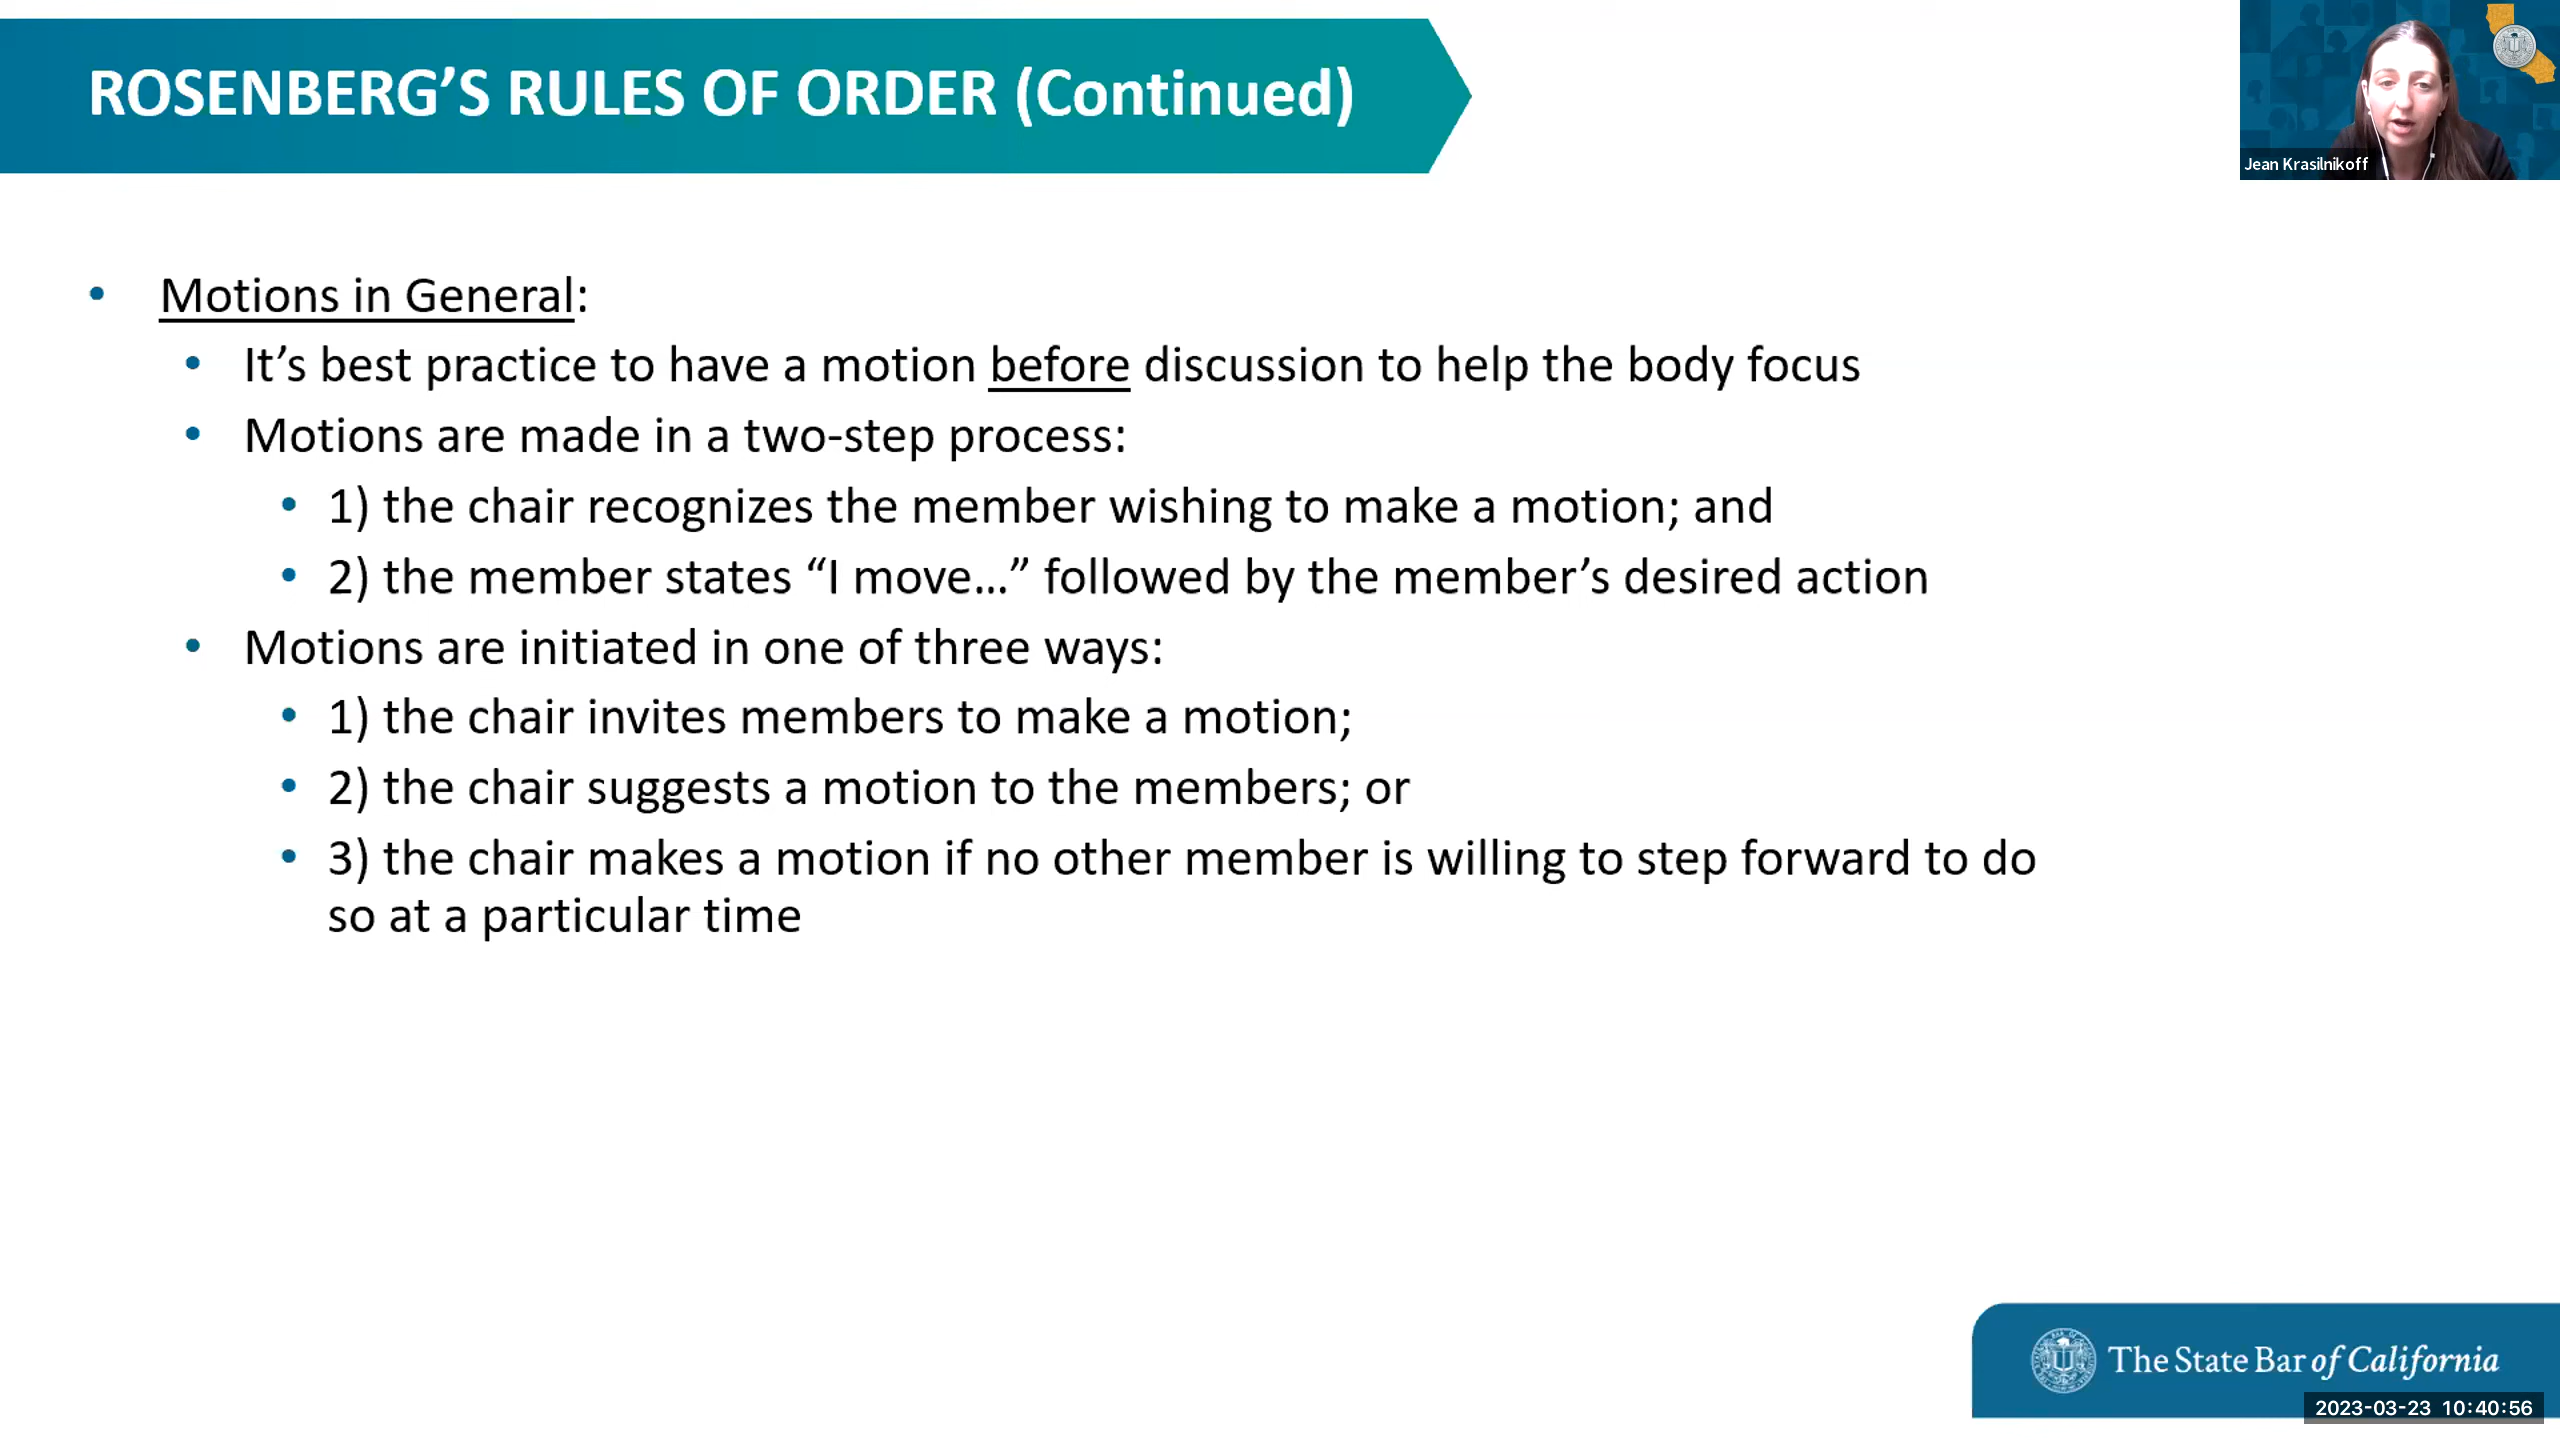 ROSENBERG’S RULES OF ORDER (Continued)
Jean Krasilnikoff
• Motions in General:
• It’s best practice to have a motion before discussion to help the body focus
• Motions are made in a two-step process:
• 1) the chair recognizes the member wishing to make a motion; and
• 2) the member states “I move…” followed by the member’s desired action
• Motions are initiated in one of three ways:
• 1) the chair invites members to make a motion;
• 2) the chair suggests a motion to the members; or
• 3) the chair makes a motion if no other member is willing to step forward to do
so at a particular time
The State Bar of California
2023-03-23 10:40:56